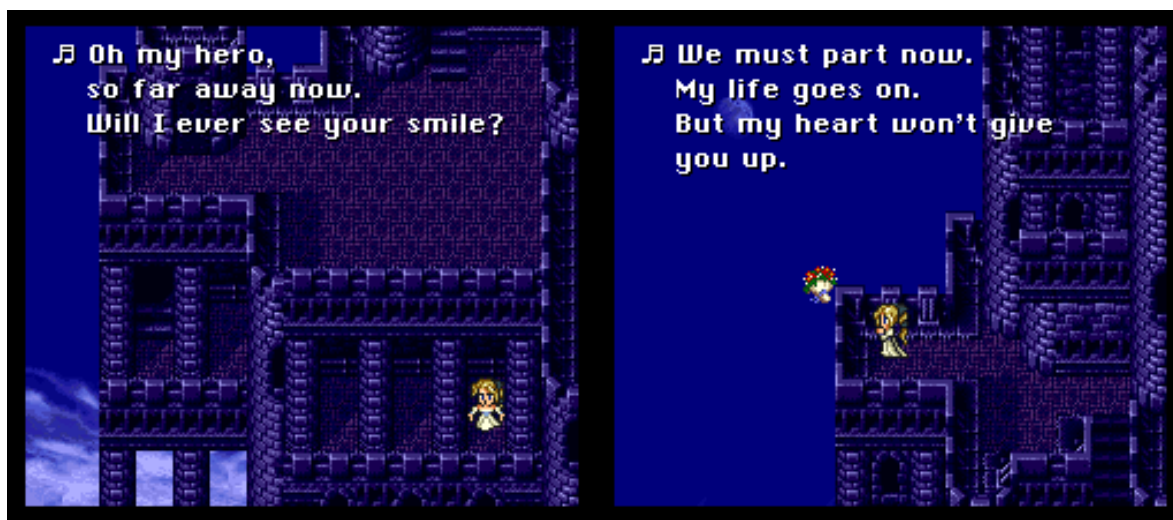 ♬ Oh my hero,
so far away now.
Will I ever see your smile?
♬ We must part now.
My life goes on.
But my heart won't give
you up.